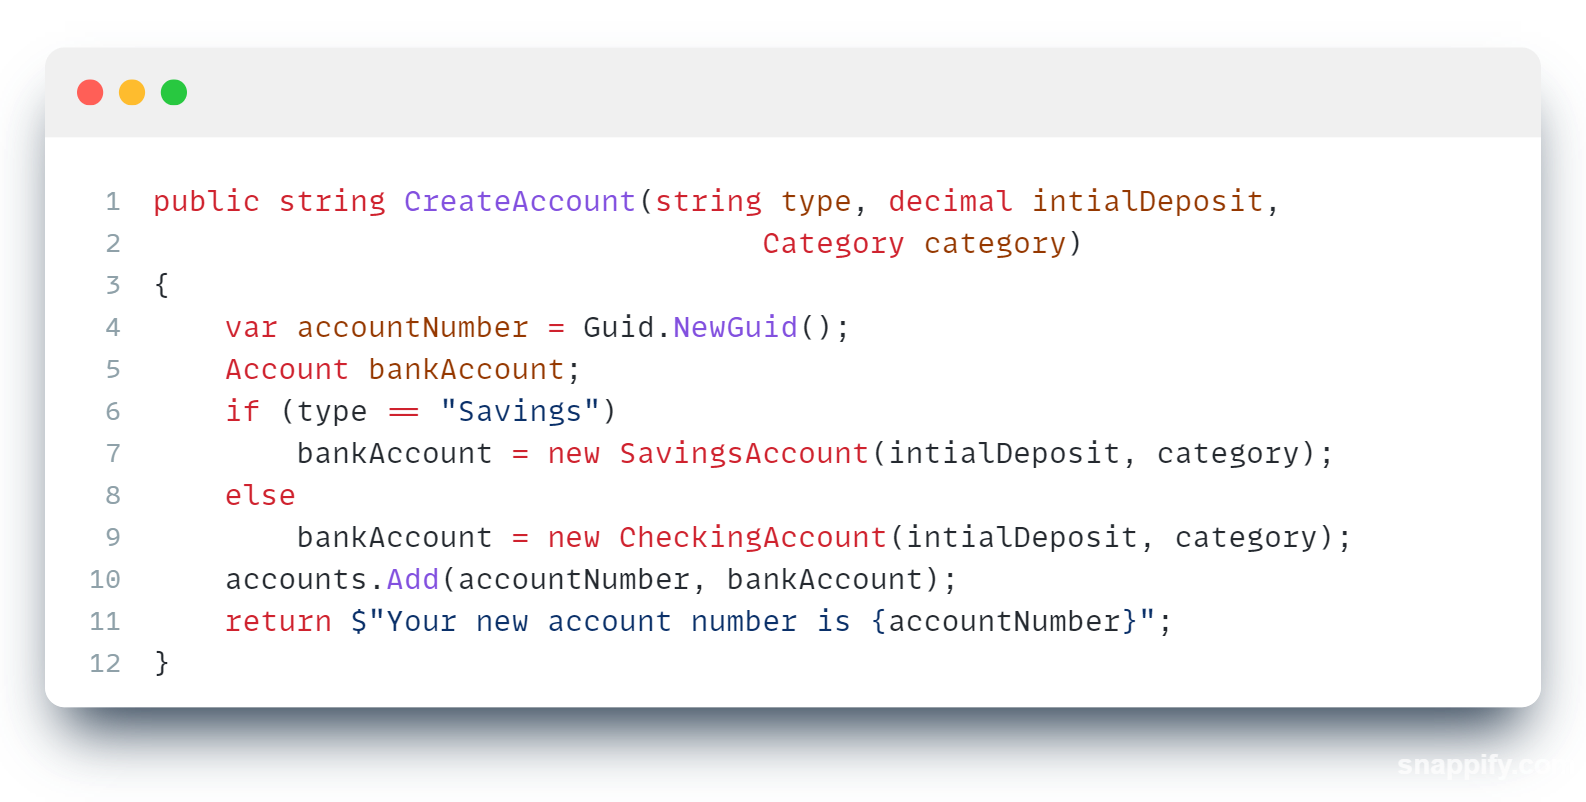 1 public string CreateAccount(string type, decimal intialDeposit,
2 Category category)
3 {
4 var accountNumber = Guid.NewGuid();
5 Account bankAccount;
6 if (type == "Savings")
7 bankAccount = new SavingsAccount(intialDeposit, category);
8 else
9 bankAccount = new CheckingAccount(intialDeposit, category);
10 accounts.Add(accountNumber, bankAccount);
11 return $"Your new account number is {accountNumber}";
12 }
snappify.com